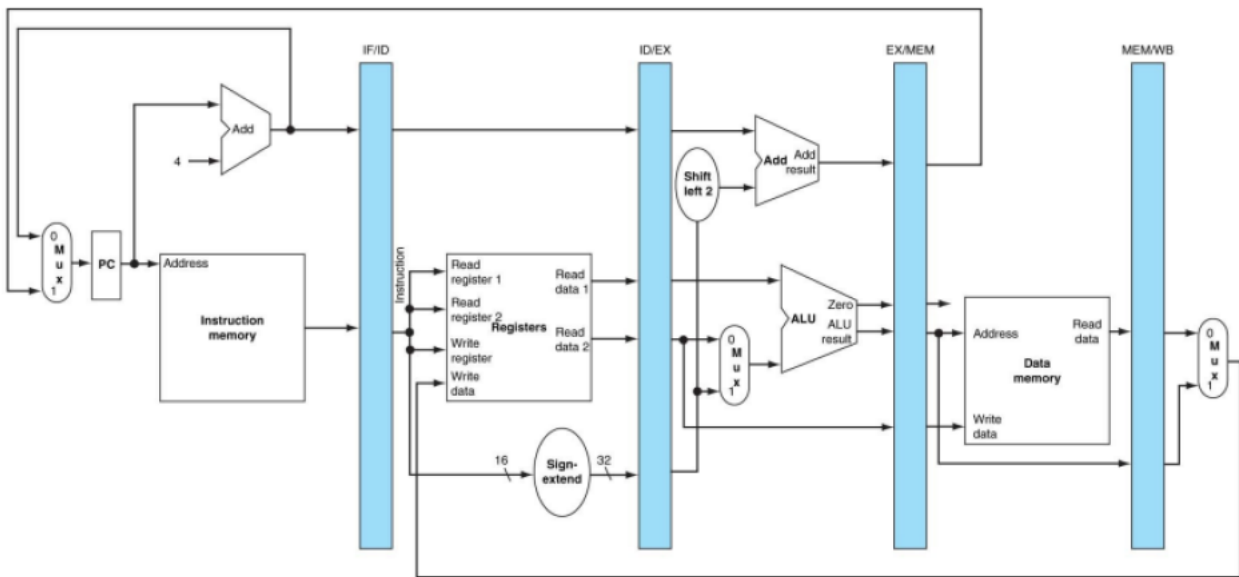 IF/ID
ID/EX
EX/MEM
MEM/WB
Add
4
Add
Add
result
Shift
left 2
0
M
u
x
1
PC
Address
Instruction
memory
Instruction
Read
register 1
Read
register 2
Write
register
Write
data
Registers
Read
data 1
Read
data 2
0
M
u
x
1
ALU
Zero
ALU
result
Address
Write
data
Data
memory
Read
data
0
M
u
x
1
16
Sign-
extend
32